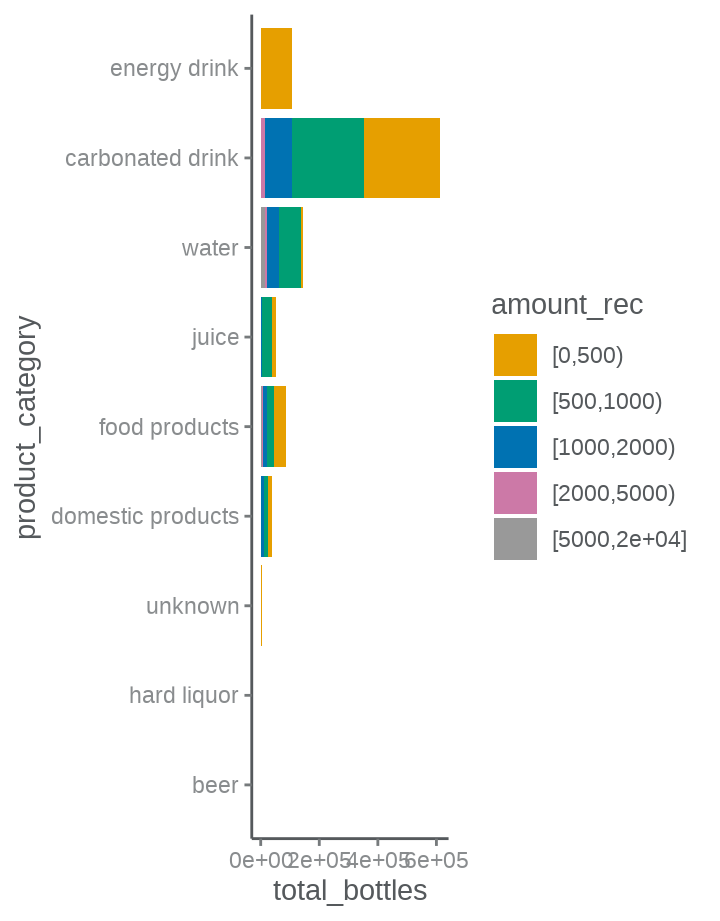 energy drink
carbonated drink
water
juice
food products
domestic products
unknown
hard liquor
beer
product_category
0e+00 2e+05 4e+05 6e+05
total_bottles
amount_rec
[0,500)
[500,1000)
[1000,2000)
[2000,5000)
[5000,2e+04]